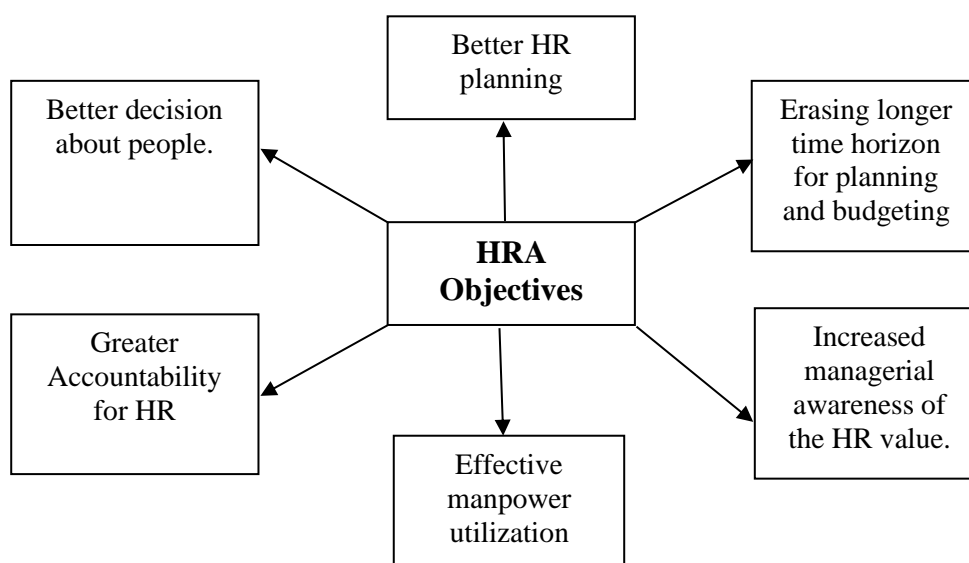 Better HR
planning
Better decision
about people.
Erasing longer
time horizon
for planning
and budgeting
HRA
Objectives
Greater
Accountability
for HR
Increased
managerial
awareness of
the HR value.
Effective
manpower
utilization